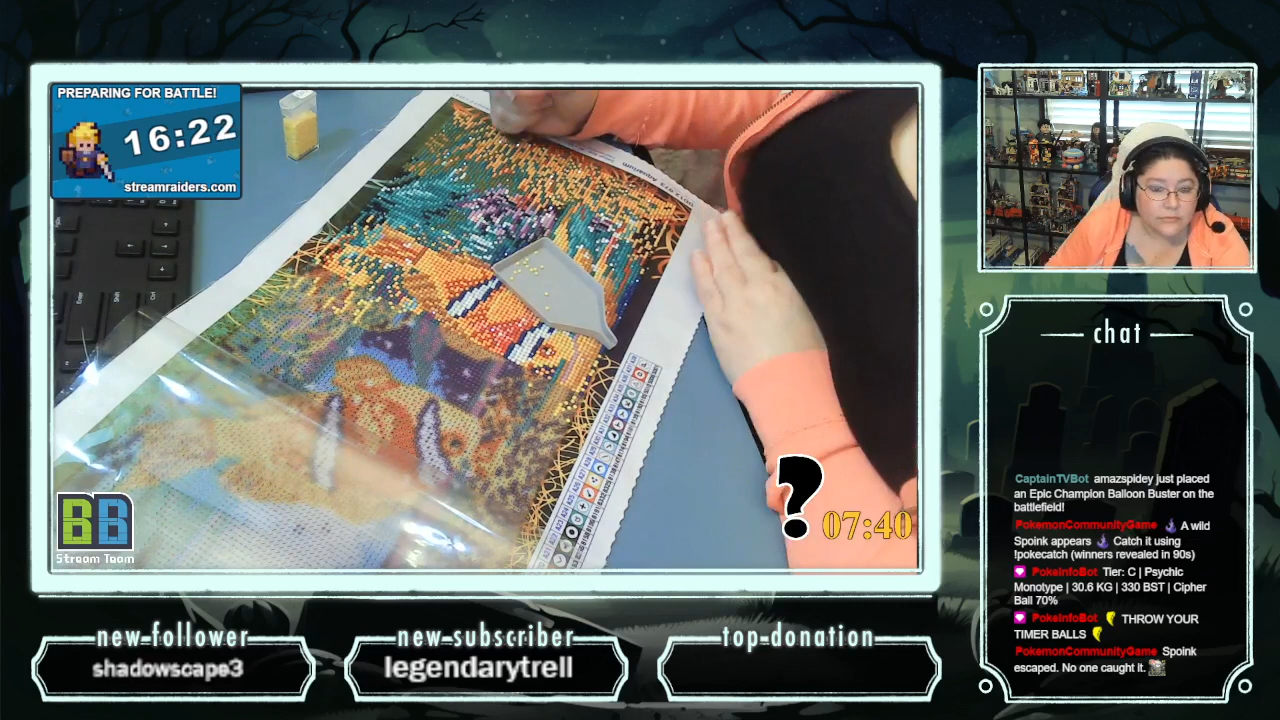 PREPARING FOR BATTLE!
16:22
streamraiders.com
BB
Stream Team
?
07:40
chat
CaptainTVBot amazspidey just placed
an Epic Champion Balloon Buster on the
battlefield!
PokemonCommunityGame A wild
Spoink appears Catch it using
!pokecatch (winners revealed in 90s)
PokeInfoBot Tier: C | Psychic
Monotype | 30.6 KG | 330 BST | Cipher
Ball 70%
PokeInfoBot THROW YOUR
TIMER BALLS
PokemonCommunityGame Spoink
escaped. No one caught it.
new follower
shadowscape3
new subscriber
legendarytrell
top donation